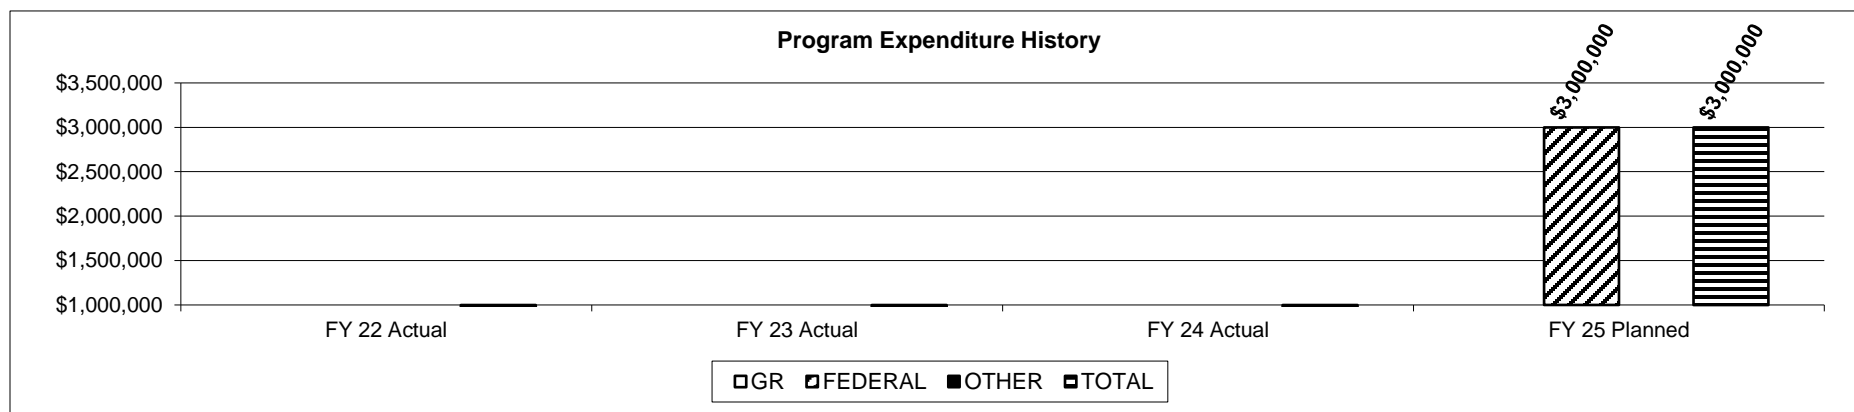 Program Expenditure History
$3,000,000
$3,000,000
$3,500,000
$3,000,000
$2,500,000
$2,000,000
$1,500,000
$1,000,000
FY 22 Actual
FY 23 Actual
FY 24 Actual
FY 25 Planned
GR FEDERAL OTHER TOTAL